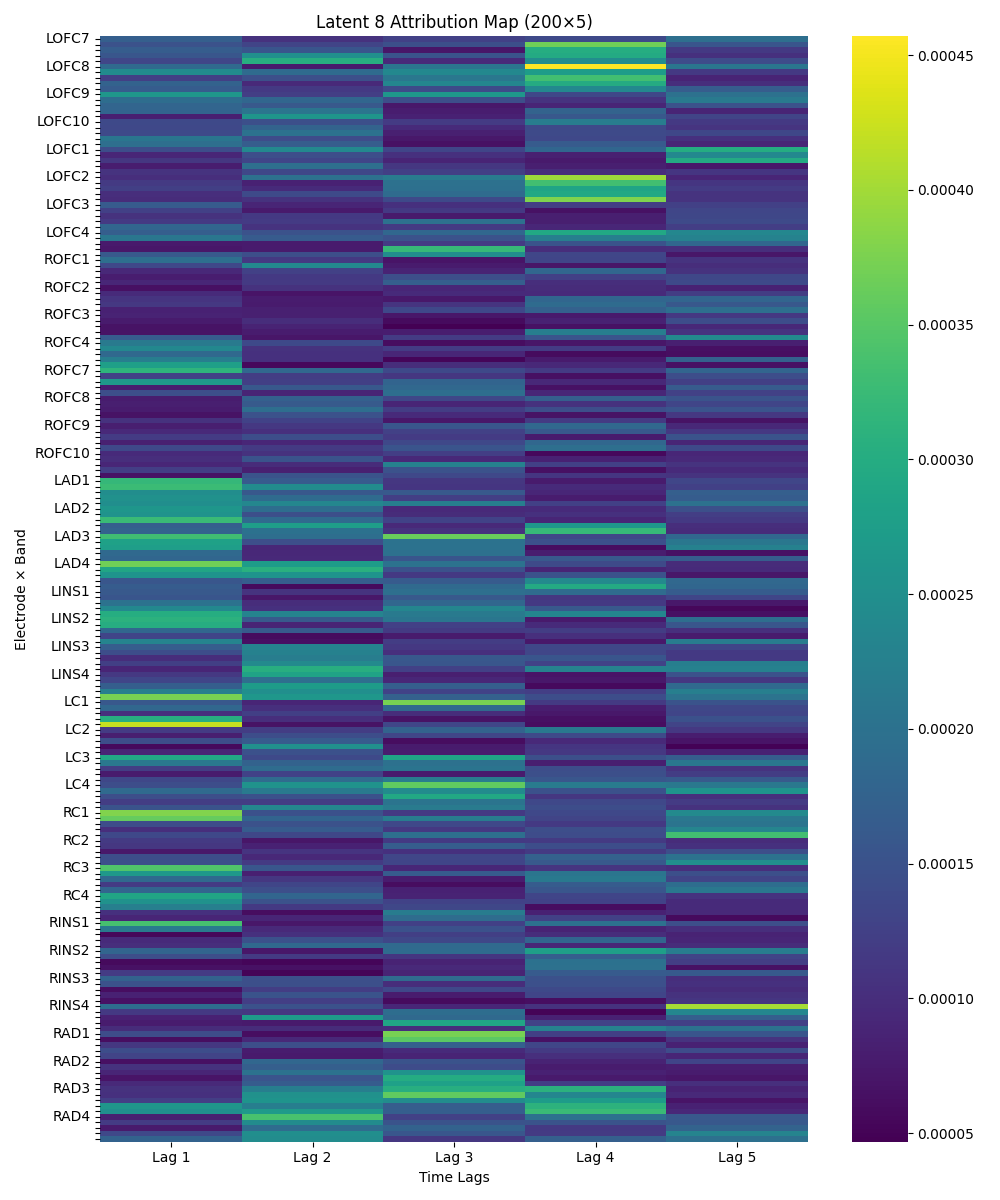 Latent 8 Attribution Map (200×5)
LOFC7
LOFC8
LOFC9
LOFC10
LOFC1
LOFC2
LOFC3
LOFC4
ROFC1
ROFC2
ROFC3
ROFC4
ROFC7
ROFC8
ROFC9
ROFC10
LAD1
LAD2
LAD3
LAD4
LINS1
LINS2
LINS3
LINS4
LC1
LC2
LC3
LC4
RC1
RC2
RC3
RC4
RINS1
RINS2
RINS3
RINS4
RAD1
RAD2
RAD3
RAD4
Electrode × Band
Lag 1
Lag 2
Lag 3
Lag 4
Lag 5
Time Lags
0.00045
0.00040
0.00035
0.00030
0.00025
0.00020
0.00015
0.00010
0.00005